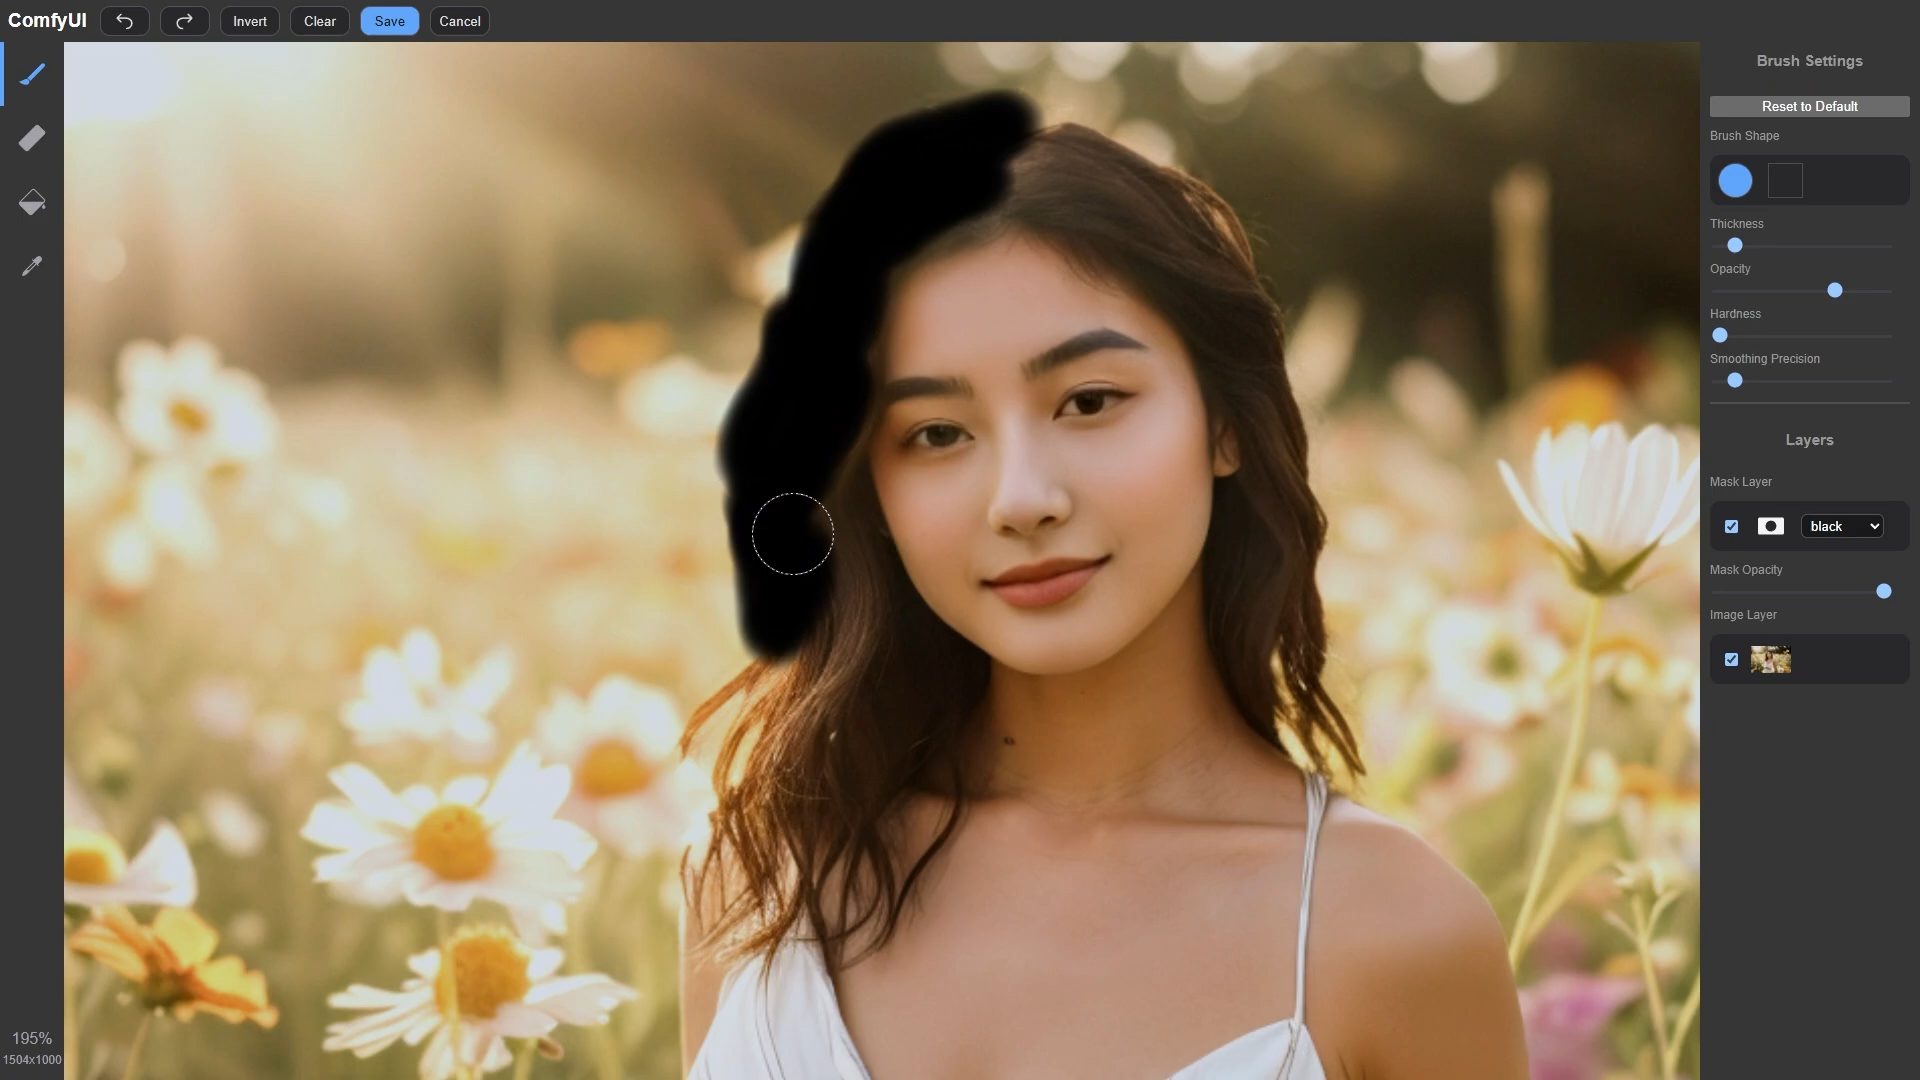 ComfyUI
Invert
Clear
Save
Cancel
Brush Settings
Reset to Default
Brush Shape
Thickness
Opacity
Hardness
Smoothing Precision
Layers
Mask Layer
black
Mask Opacity
Image Layer
195%
1504x1000